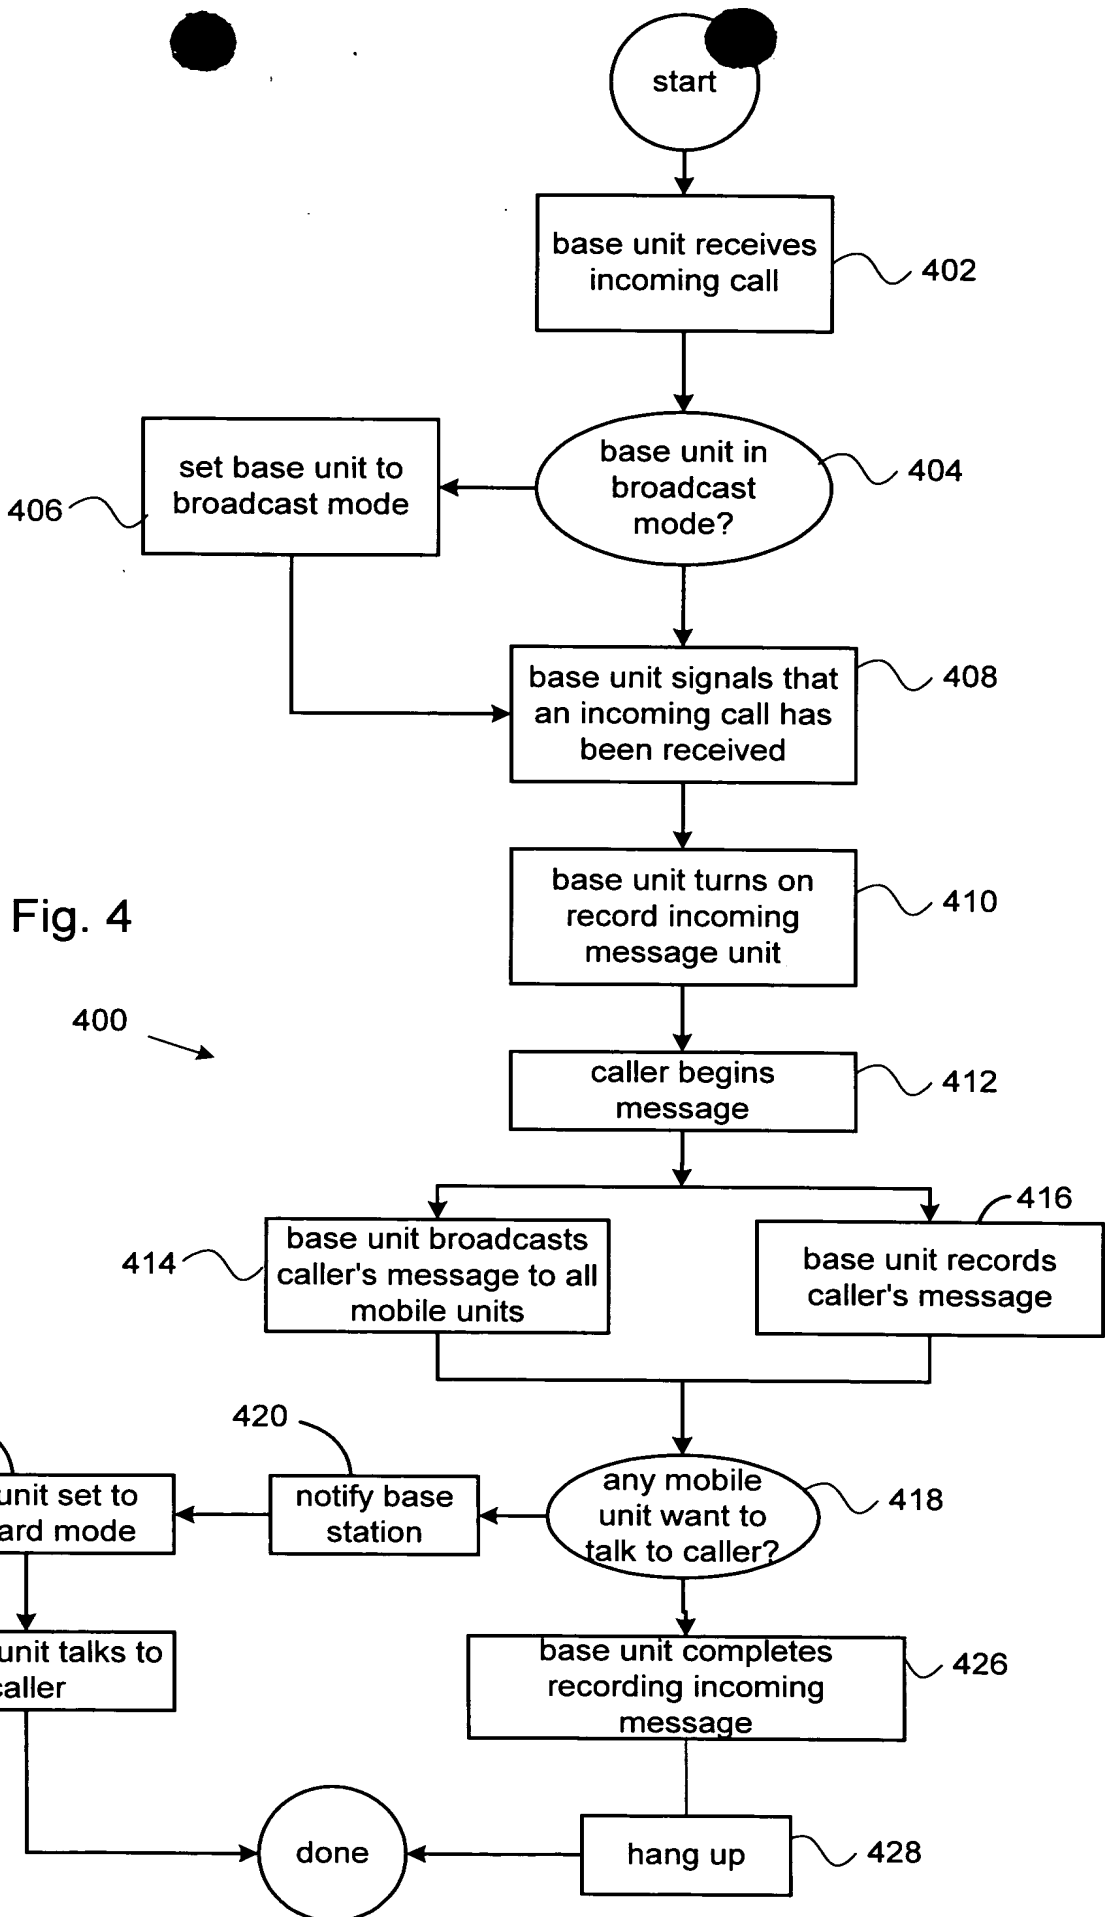 start
base unit receives
incoming call
402
base unit in
broadcast
mode?
404
set base unit to
broadcast mode
406
base unit signals that
an incoming call has
been received
408
base unit turns on
record incoming
message unit
410
Fig. 4
400
caller begins
message
412
base unit broadcasts
caller's message to all
mobile units
414
base unit records
caller's message
416
any mobile
unit want to
talk to caller?
418
notify base
station
420
unit set to
ard mode
unit talks to
caller
base unit completes
recording incoming
message
426
hang up
428
done